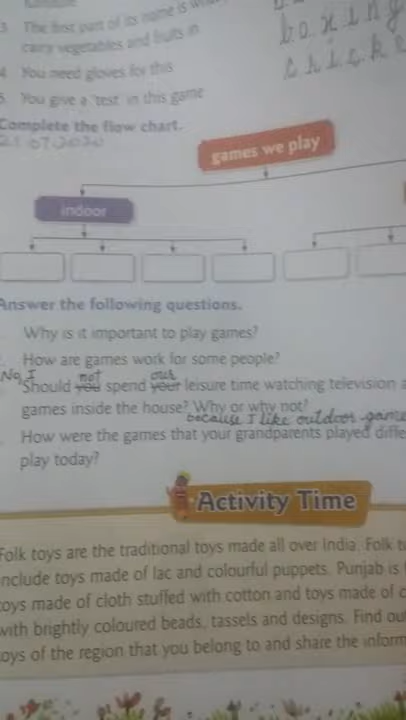 3 The first part of its name is
carry vegetables and fruits in
boxing
4 You need gloves for this
cricke
5 You give a 'test' in this game
Complete the flow chart.
games we play
indoor
Answer the following questions.
Why is it important to play games?
How are games work for some people?
No, I not our
Should you spend your leisure time watching television a
games inside the house? Why or why not?
because I like outdoor game
How were the games that your grandparents played diffe
play today?
Activity Time
Folk toys are the traditional toys made all over India. Folk t
include toys made of lac and colourful puppets. Punjab is
toys made of cloth stuffed with cotton and toys made of c
with brightly coloured beads, tassels and designs. Find ou
toys of the region that you belong to and share the inform